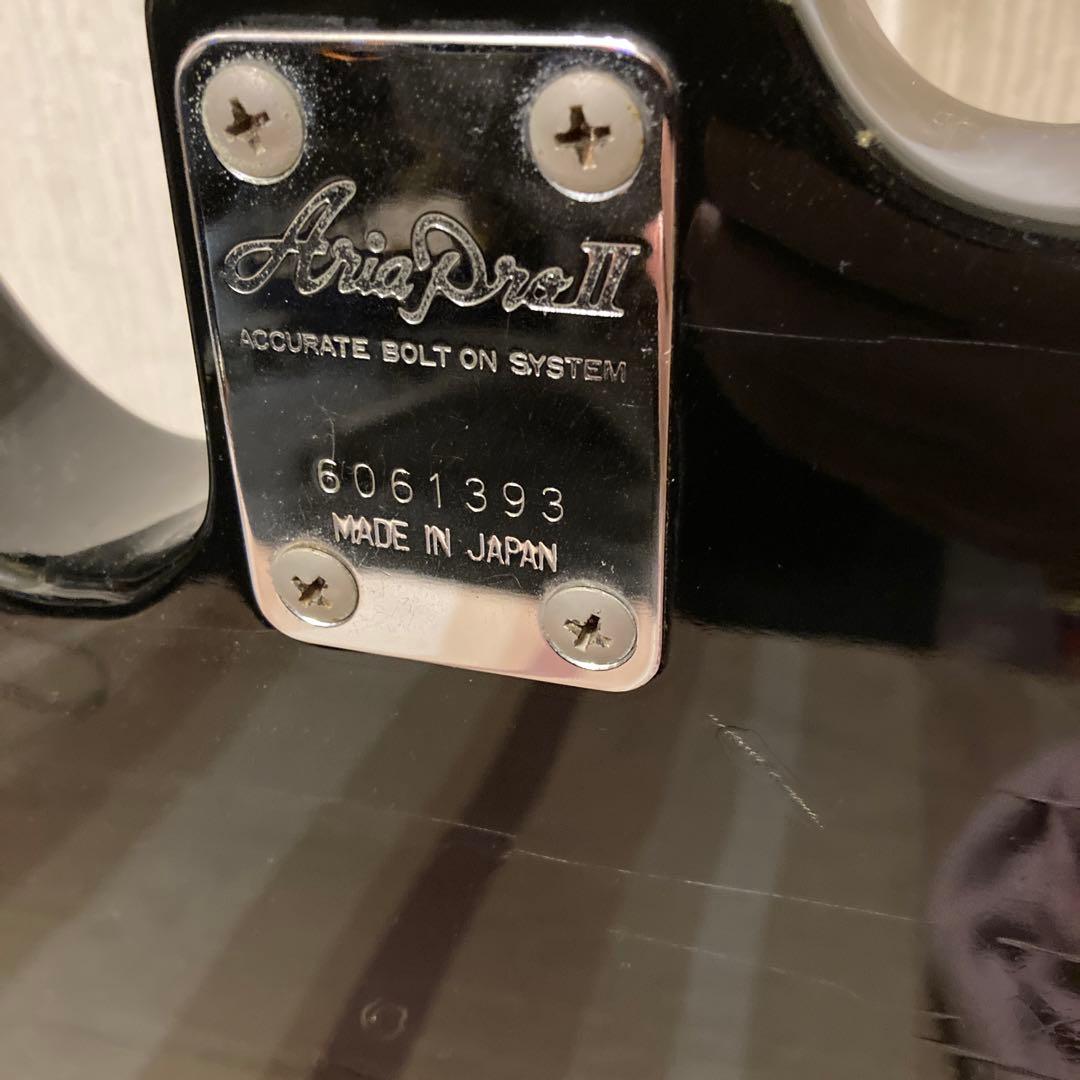 Aria Pro II
ACCURATE BOLT ON SYSTEM
6061393
MADE IN JAPAN